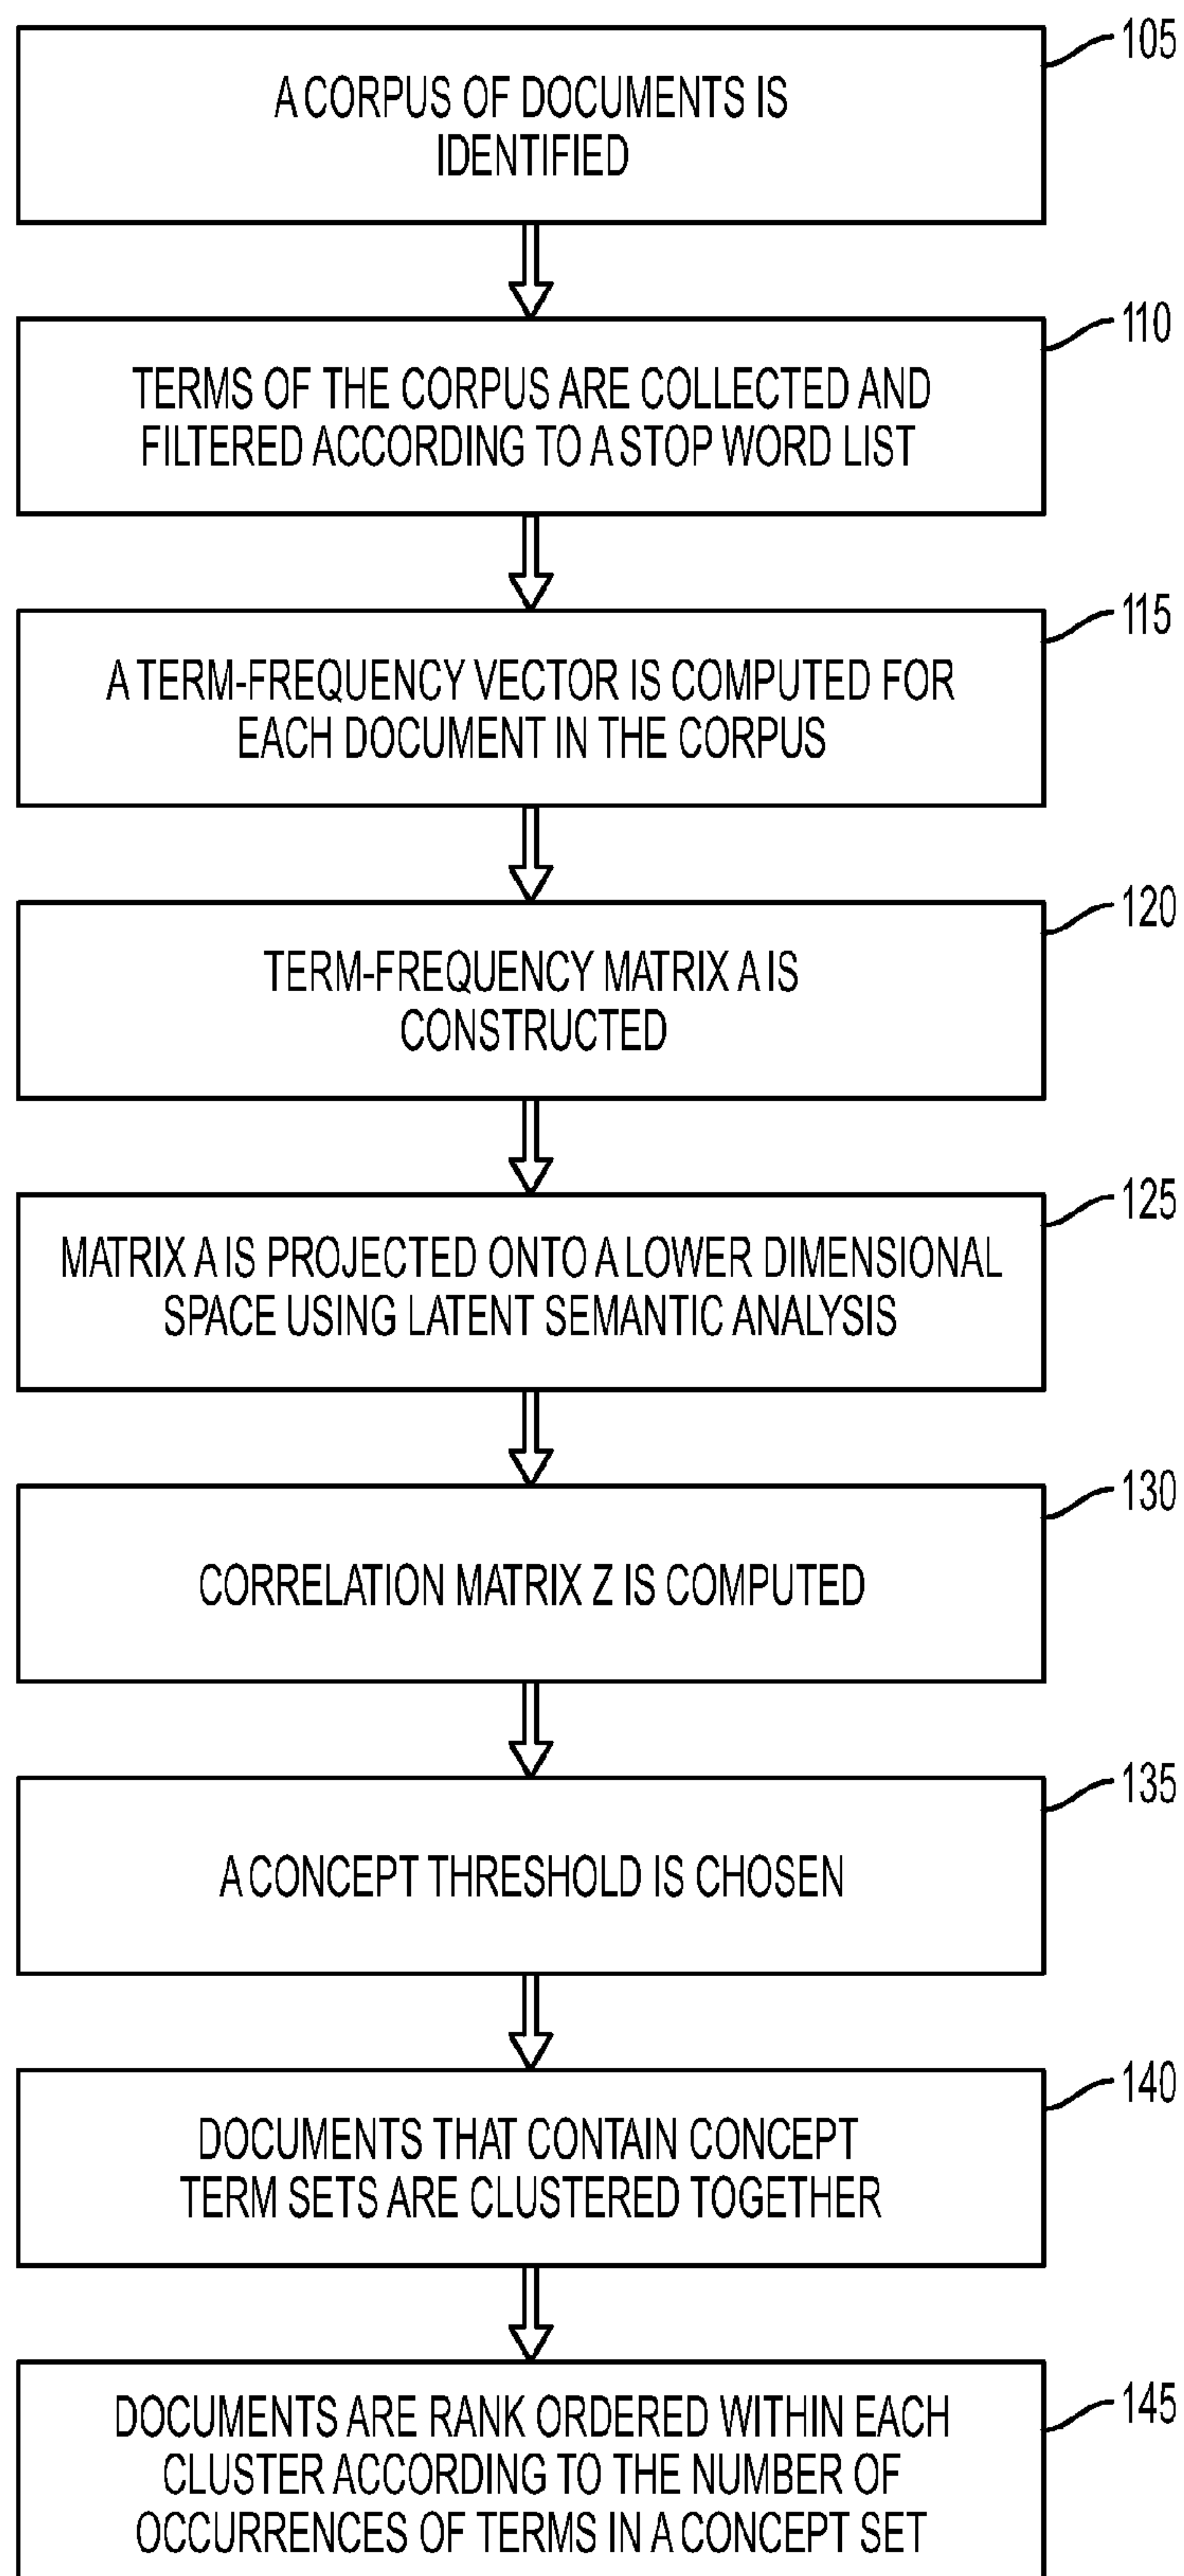 105
A CORPUS OF DOCUMENTS IS
IDENTIFIED
110
TERMS OF THE CORPUS ARE COLLECTED AND
FILTERED ACCORDING TO A STOP WORD LIST
115
A TERM-FREQUENCY VECTOR IS COMPUTED FOR
EACH DOCUMENT IN THE CORPUS
120
TERM-FREQUENCY MATRIX A IS
CONSTRUCTED
125
MATRIX A IS PROJECTED ONTO A LOWER DIMENSIONAL
SPACE USING LATENT SEMANTIC ANALYSIS
130
CORRELATION MATRIX Z IS COMPUTED
135
A CONCEPT THRESHOLD IS CHOSEN
140
DOCUMENTS THAT CONTAIN CONCEPT
TERM SETS ARE CLUSTERED TOGETHER
145
DOCUMENTS ARE RANK ORDERED WITHIN EACH
CLUSTER ACCORDING TO THE NUMBER OF
OCCURRENCES OF TERMS IN A CONCEPT SET